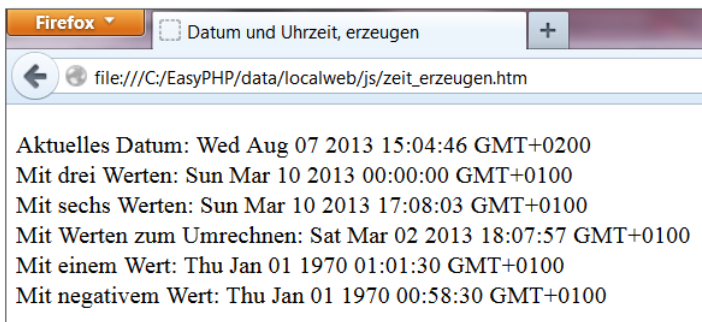 Firefox
Datum und Uhrzeit, erzeugen
+
file:///C:/EasyPHP/data/localweb/js/zeit_erzeugen.htm
Aktuelles Datum: Wed Aug 07 2013 15:04:46 GMT+0200
Mit drei Werten: Sun Mar 10 2013 00:00:00 GMT+0100
Mit sechs Werten: Sun Mar 10 2013 17:08:03 GMT+0100
Mit Werten zum Umrechnen: Sat Mar 02 2013 18:07:57 GMT+0100
Mit einem Wert: Thu Jan 01 1970 01:01:30 GMT+0100
Mit negativem Wert: Thu Jan 01 1970 00:58:30 GMT+0100